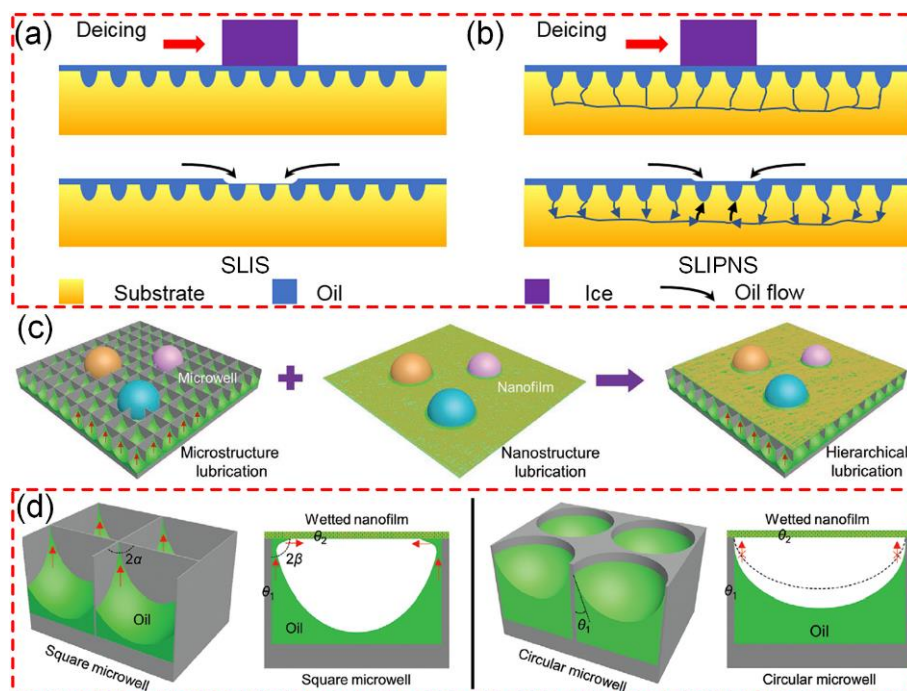 (a)
Deicing
(b)
Deicing
SLIS
SLIPNS
Substrate
Oil
Ice
Oil flow
(c)
Microwell
Microstructure
lubrication
Nanofilm
Nanostructure
lubrication
Hierarchical
lubrication
(d)
2α
Oil
Square microwell
Wetted nanofilm
θ2
2β
θ1
Oil
Square microwell
θ1
Circular microwell
Wetted nanofilm
θ2
θ1
Oil
Circular microwell